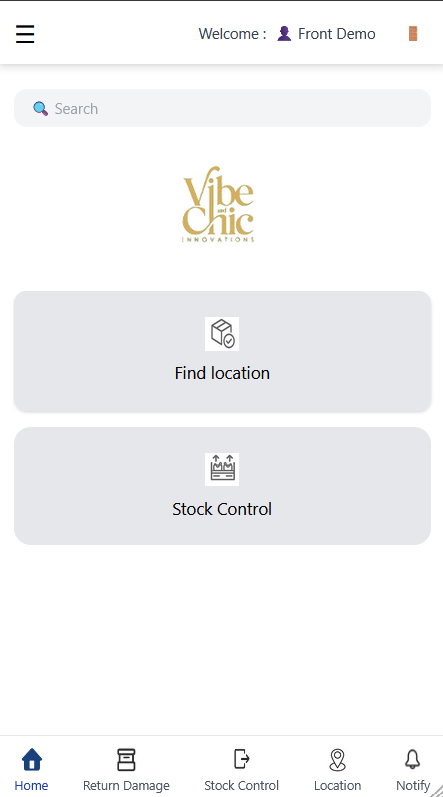 Welcome : Front Demo
Search
Vibe
and
Chic
INNOVATIONS
Find location
Stock Control
Home Return Damage Stock Control Location Notify